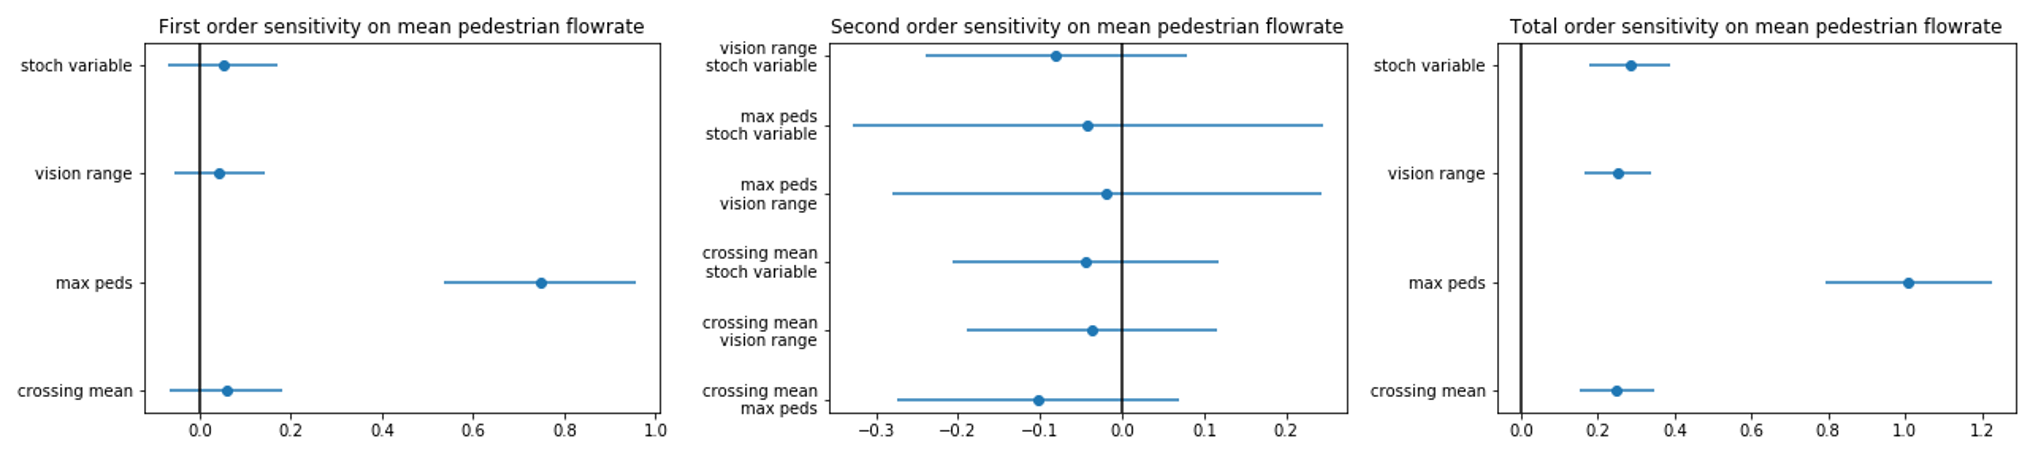 First order sensitivity on mean pedestrian flowrate
stoch variable
vision range
max peds
crossing mean
0.0 0.2 0.4 0.6 0.8 1.0
Second order sensitivity on mean pedestrian flowrate
vision range
stoch variable
max peds
stoch variable
max peds
vision range
crossing mean
stoch variable
crossing mean
vision range
crossing mean
max peds
−0.3 −0.2 −0.1 0.0 0.1 0.2
Total order sensitivity on mean pedestrian flowrate
stoch variable
vision range
max peds
crossing mean
0.0 0.2 0.4 0.6 0.8 1.0 1.2